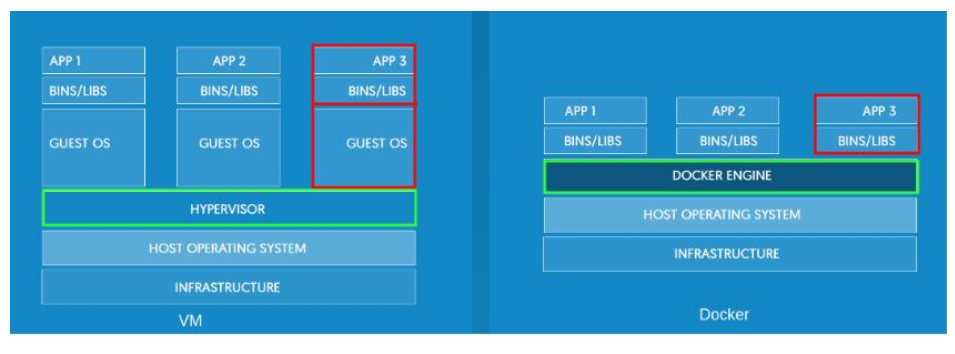 APP 1 APP 2 APP 3
BINS/LIBS BINS/LIBS BINS/LIBS
GUEST OS GUEST OS GUEST OS
HYPERVISOR
HOST OPERATING SYSTEM
INFRASTRUCTURE
VM
APP 1 APP 2 APP 3
BINS/LIBS BINS/LIBS BINS/LIBS
DOCKER ENGINE
HOST OPERATING SYSTEM
INFRASTRUCTURE
Docker